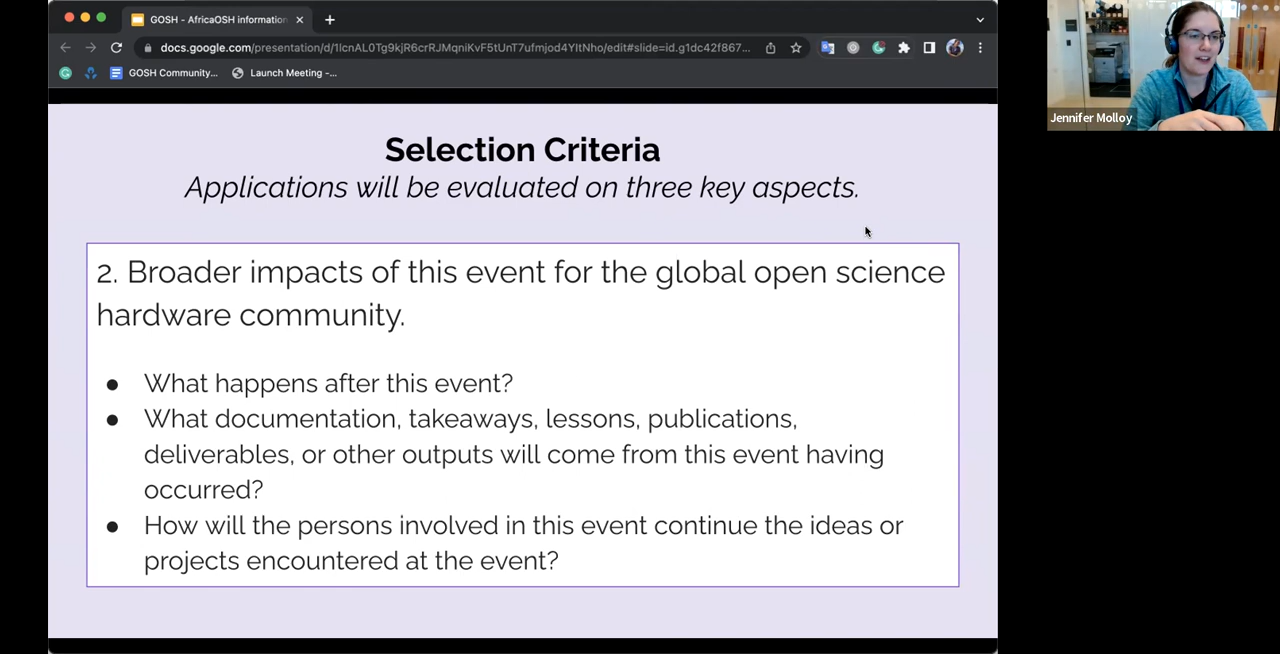 GOSH - AfricaOSH information
docs.google.com/presentation/d/1lcnAL0Tg9kjR6crRJMqniKvF5tUnT7ufmjod4YItNho/edit#slide=id.g1dc42f867...
GOSH Community...
Launch Meeting -...
Jennifer Molloy
Selection Criteria
Applications will be evaluated on three key aspects.
2. Broader impacts of this event for the global open science
hardware community.
● What happens after this event?
● What documentation, takeaways, lessons, publications,
deliverables, or other outputs will come from this event having
occurred?
● How will the persons involved in this event continue the ideas or
projects encountered at the event?